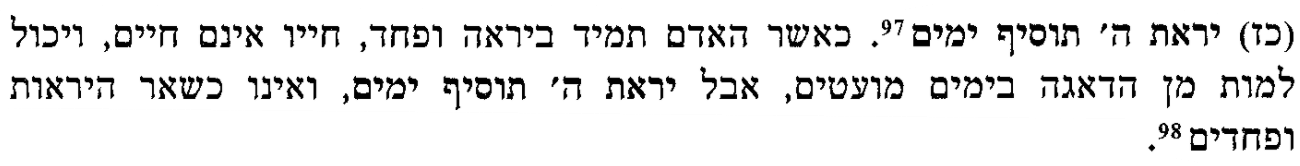 (כז) יראת ה׳ תוסיף ימים97. כאשר האדם תמיד ביראה ופחד, חייו אינם חיים, ויכול
למות מן הדאגה בימים מועטים, אבל יראת ה׳ תוסיף ימים, ואינו כשאר היראות
ופחדים98.